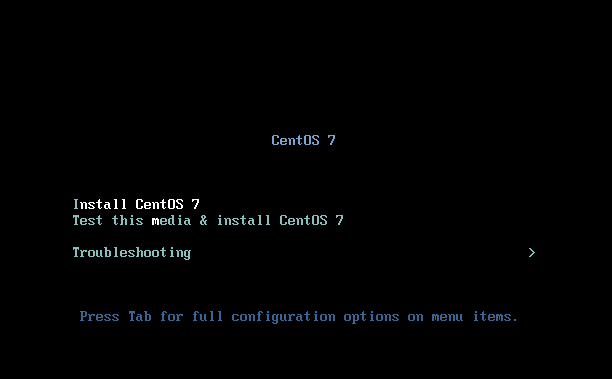 CentOS 7
Install CentOS 7
Test this media & install CentOS 7
Troubleshooting >
Press Tab for full configuration options on menu items.